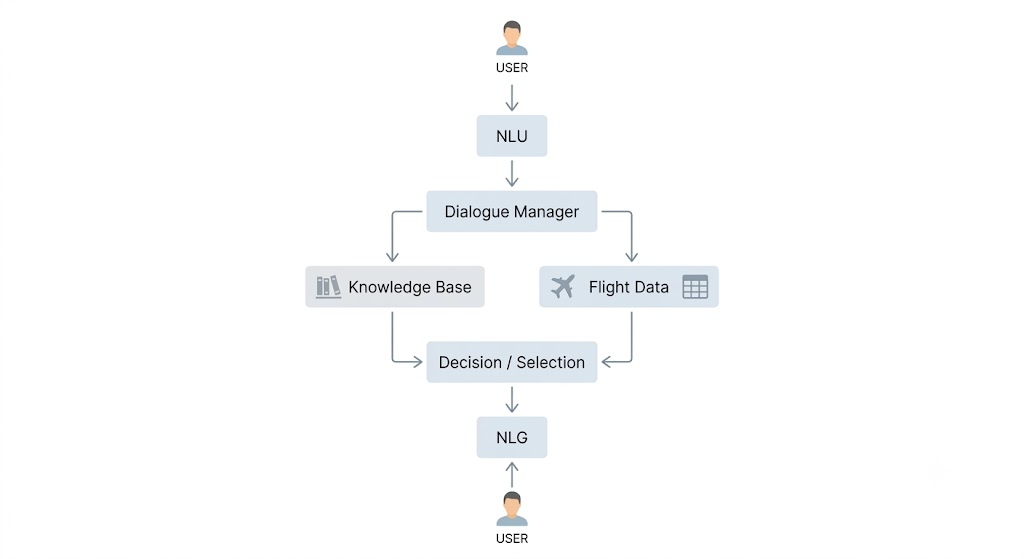 USER
NLU
Dialogue Manager
Knowledge Base
Flight Data
Decision / Selection
NLG
USER